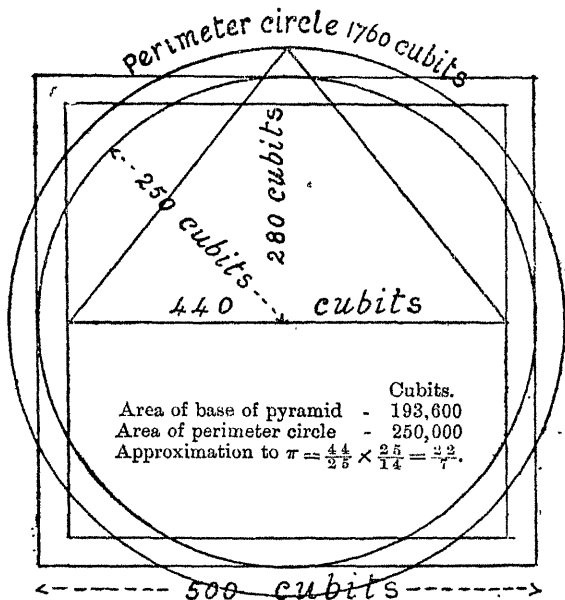 Perimeter circle 1760 cubits
280 cubits
250 cubits
440 cubits
Cubits.
Area of base of pyramid - 193,600
Area of perimeter circle - 250,000
Approximation to π = 44/25 × 25/14 = 22/7.
500 cubits